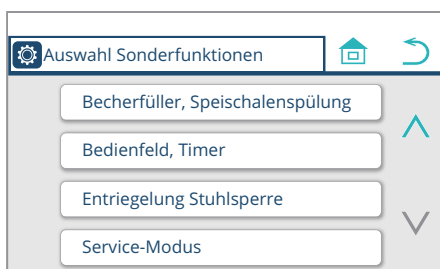 Auswahl Sonderfunktionen
Becherfüller, Speischalenspülung
Bedienfeld, Timer
Entriegelung Stuhlsperre
Service-Modus